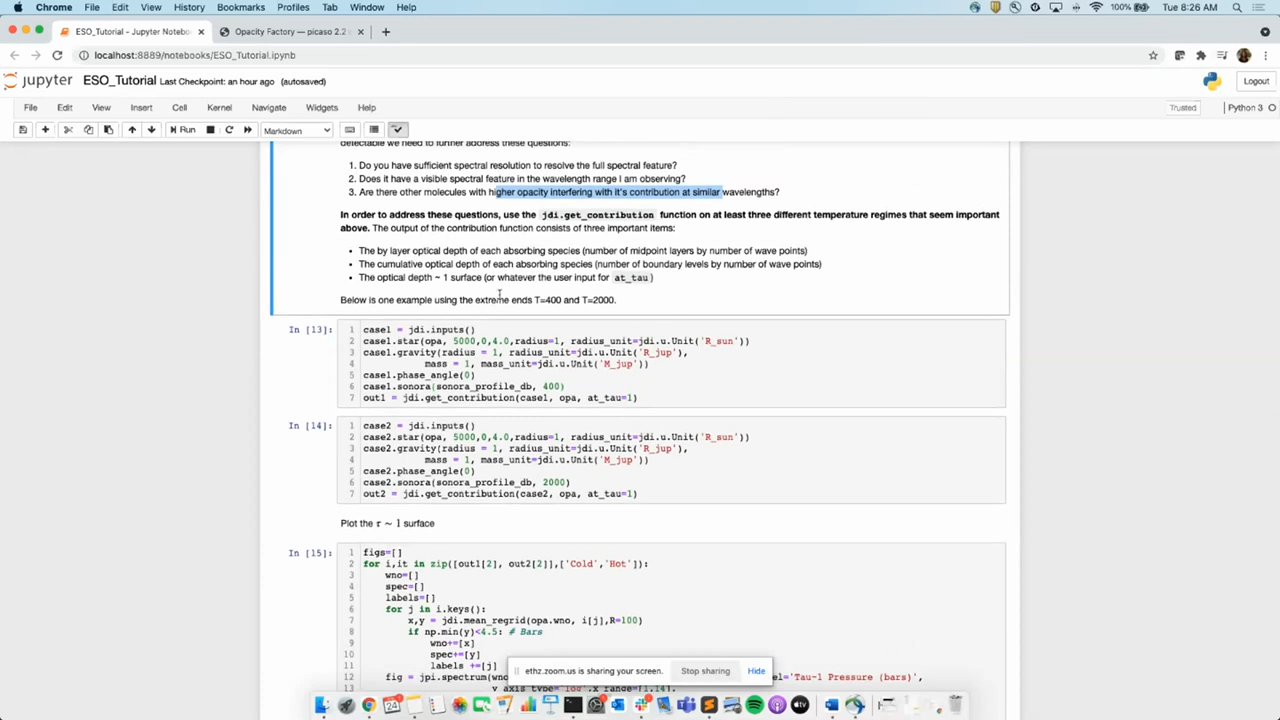 Chrome File Edit View History Bookmarks Profiles Tab Window Help 100% Tue 8:26 AM
ESO_Tutorial - Jupyter Notebo Opacity Factory — picaso 2.2
localhost:8889/notebooks/ESO_Tutorial.ipynb
jupyter ESO_Tutorial Last Checkpoint: an hour ago (autosaved) Logout
File Edit View Insert Cell Kernel Navigate Widgets Help Trusted Python 3
Run Markdown
detectable we need to further address these questions:
1. Do you have sufficient spectral resolution to resolve the full spectral feature?
2. Does it have a visible spectral feature in the wavelength range I am observing?
3. Are there other molecules with higher opacity interfering with it's contribution at similar wavelengths?
In order to address these questions, use the jdi.get_contribution function on at least three different temperature regimes that seem important
above. The output of the contribution function consists of three important items:
• The by layer optical depth of each absorbing species (number of midpoint layers by number of wave points)
• The cumulative optical depth of each absorbing species (number of boundary levels by number of wave points)
• The optical depth ~ 1 surface (or whatever the user input for at_tau)
Below is one example using the extreme ends T=400 and T=2000.
In [13]: 1 case1 = jdi.inputs()
2 case1.star(opa, 5000,0,4.0,radius=1, radius_unit=jdi.u.Unit('R_sun'))
3 case1.gravity(radius = 1, radius_unit=jdi.u.Unit('R_jup'),
4 mass = 1, mass_unit=jdi.u.Unit('M_jup'))
5 case1.phase_angle(0)
6 case1.sonora(sonora_profile_db, 400)
7 out1 = jdi.get_contribution(case1, opa, at_tau=1)
In [14]: 1 case2 = jdi.inputs()
2 case2.star(opa, 5000,0,4.0,radius=1, radius_unit=jdi.u.Unit('R_sun'))
3 case2.gravity(radius = 1, radius_unit=jdi.u.Unit('R_jup'),
4 mass = 1, mass_unit=jdi.u.Unit('M_jup'))
5 case2.phase_angle(0)
6 case2.sonora(sonora_profile_db, 2000)
7 out2 = jdi.get_contribution(case2, opa, at_tau=1)
Plot the τ ~ 1 surface
In [15]: 1 figs=[]
2 for i,it in zip([out1[2], out2[2]],['Cold','Hot']):
3 wno=[]
4 spec=[]
5 labels=[]
6 for j in i.keys():
7 x,y = jdi.mean_regrid(opa.wno, i[j],R=100)
8 if np.min(y)<4.5: # Bars
9 wno+=[x]
10 spec+=[y]
11 labels +=[j]
12 fig = jpi.spectrum(wno el='Tau~1 Pressure (bars)',
13 y_axis_type='log',x_range=[1,14],
ethz.zoom.us is sharing your screen. Stop sharing Hide
24